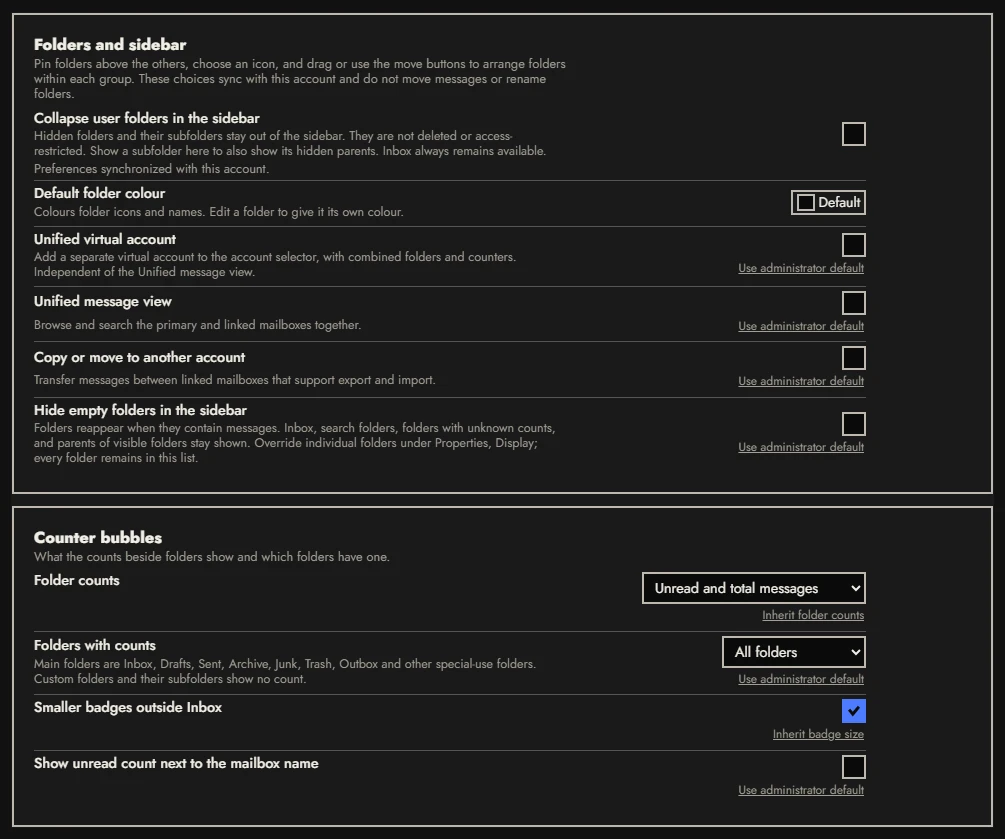 Folders and sidebar
Pin folders above the others, choose an icon, and drag or use the move buttons to arrange folders
within each group. These choices sync with this account and do not move messages or rename
folders.
Collapse user folders in the sidebar
Hidden folders and their subfolders stay out of the sidebar. They are not deleted or access-
restricted. Show a subfolder here to also show its hidden parents. Inbox always remains available.
Preferences synchronized with this account.
Default folder colour
Colours folder icons and names. Edit a folder to give it its own colour.
Default
Unified virtual account
Add a separate virtual account to the account selector, with combined folders and counters.
Independent of the Unified message view.
Use administrator default
Unified message view
Browse and search the primary and linked mailboxes together.
Use administrator default
Copy or move to another account
Transfer messages between linked mailboxes that support export and import.
Use administrator default
Hide empty folders in the sidebar
Folders reappear when they contain messages. Inbox, search folders, folders with unknown counts,
and parents of visible folders stay shown. Override individual folders under Properties, Display;
every folder remains in this list.
Use administrator default
Counter bubbles
What the counts beside folders show and which folders have one.
Folder counts
Unread and total messages
Inherit folder counts
Folders with counts
Main folders are Inbox, Drafts, Sent, Archive, Junk, Trash, Outbox and other special-use folders.
Custom folders and their subfolders show no count.
All folders
Use administrator default
Smaller badges outside Inbox
Inherit badge size
Show unread count next to the mailbox name
Use administrator default